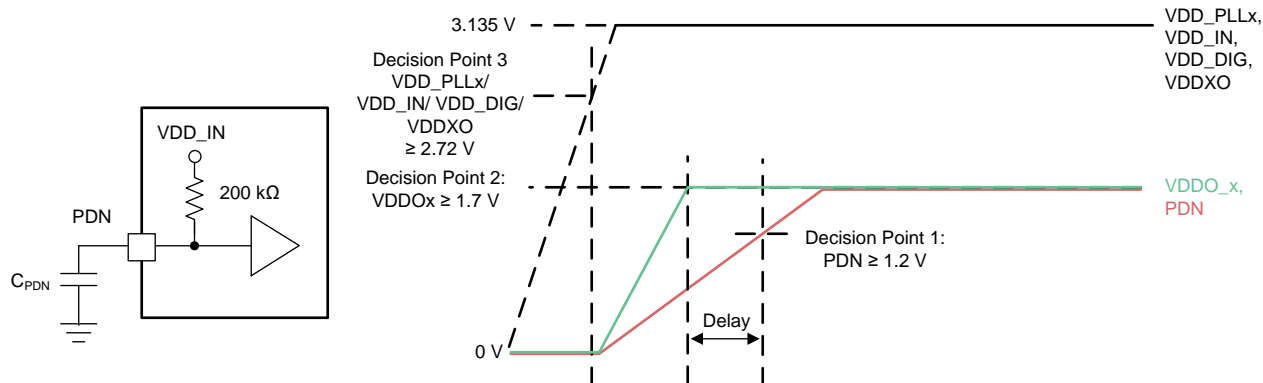 VDD_IN
200 kΩ
PDN
CPDN
3.135 V
Decision Point 3
VDD_PLLx/
VDD_IN/ VDD_DIG/
VDDXO
≥ 2.72 V
Decision Point 2:
VDDOx ≥ 1.7 V
0 V
Delay
Decision Point 1:
PDN ≥ 1.2 V
VDD_PLLx,
VDD_IN,
VDD_DIG,
VDDXO
VDDO_x,
PDN